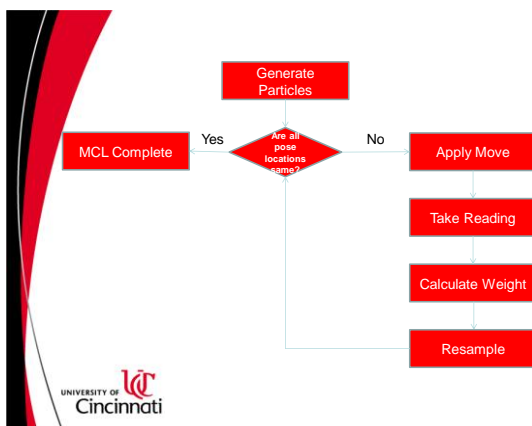 Generate
Particles
Are all
pose
locations
same?
Yes
No
MCL Complete
Apply Move
Take Reading
Calculate Weight
Resample
UNIVERSITY OF UC
Cincinnati